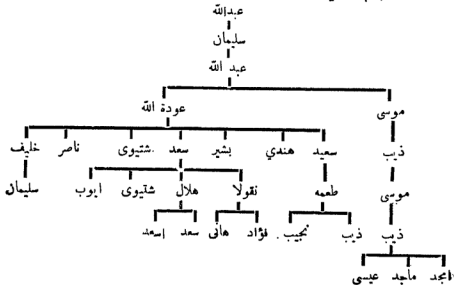 عبدالله
سليمان
عبد الله
عودة الله موسى
سعيد هندي بشير سعد شتيوى ناصر خليف ذيب
طعمه نقولا هلال شتيوى ايوب سليمان موسى
ذيب نجيب فؤاد هانى سعد اسعد ذيب
امجد ماجد عيسى